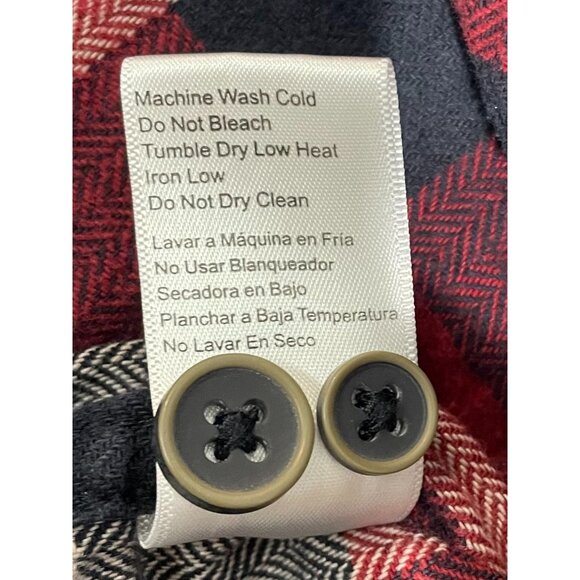 Machine Wash Cold
Do Not Bleach
Tumble Dry Low Heat
Iron Low
Do Not Dry Clean
Lavar a Máquina en Fría
No Usar Blanqueador
Secadora en Bajo
Planchar a Baja Temperatura
No Lavar En Seco